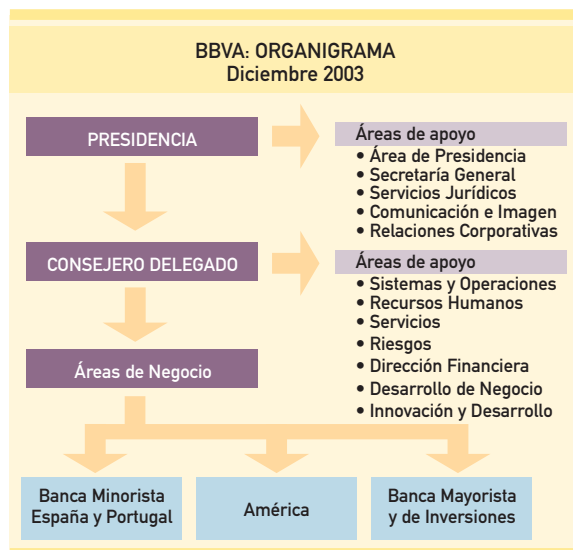 BBVA: ORGANIGRAMA
Diciembre 2003
PRESIDENCIA
Áreas de apoyo
• Área de Presidencia
• Secretaría General
• Servicios Jurídicos
• Comunicación e Imagen
• Relaciones Corporativas
CONSEJERO DELEGADO
Áreas de apoyo
• Sistemas y Operaciones
• Recursos Humanos
• Servicios
• Riesgos
• Dirección Financiera
• Desarrollo de Negocio
• Innovación y Desarrollo
Áreas de Negocio
Banca Minorista
España y Portugal
América
Banca Mayorista
y de Inversiones